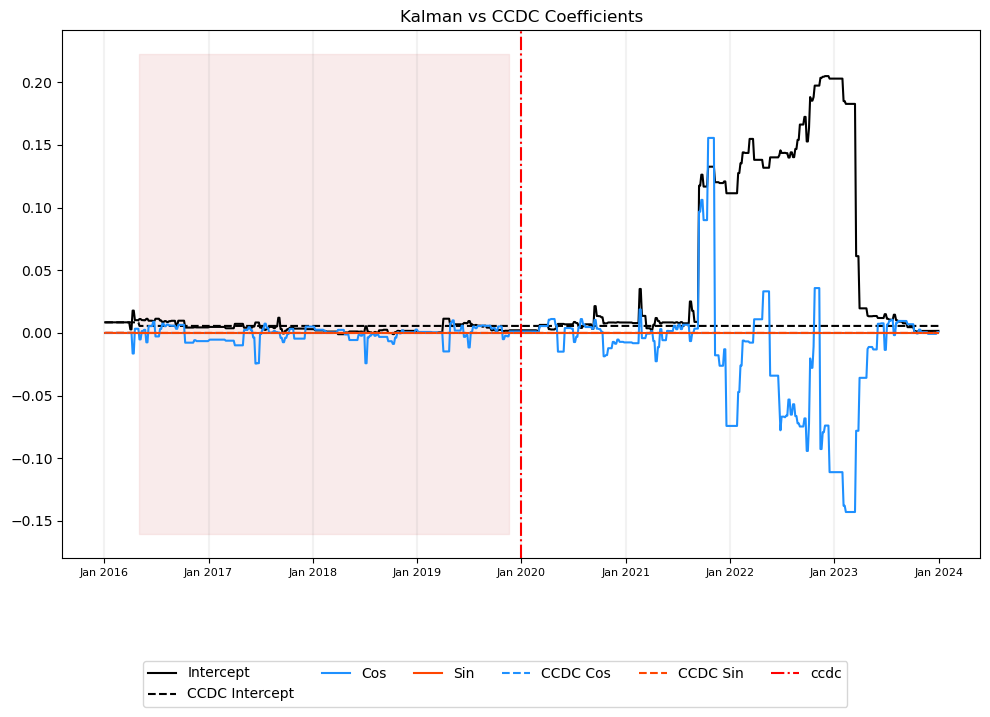 Kalman vs CCDC Coefficients
0.20
0.15
0.10
0.05
0.00
−0.05
−0.10
−0.15
Jan 2016 Jan 2017 Jan 2018 Jan 2019 Jan 2020 Jan 2021 Jan 2022 Jan 2023 Jan 2024
Intercept Cos Sin CCDC Cos CCDC Sin ccdc
CCDC Intercept